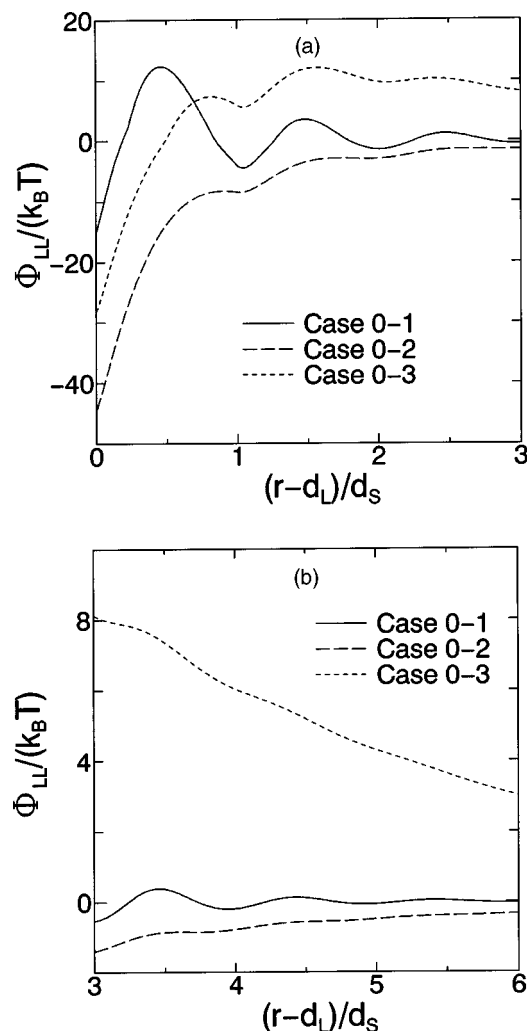 (a)
20
0
−20
−40
Φ_LL/(k_B T)
Case 0−1
Case 0−2
Case 0−3
0 1 2 3
(r−d_L)/d_S
(b)
8
4
0
Φ_LL/(k_B T)
Case 0−1
Case 0−2
Case 0−3
3 4 5 6
(r−d_L)/d_S